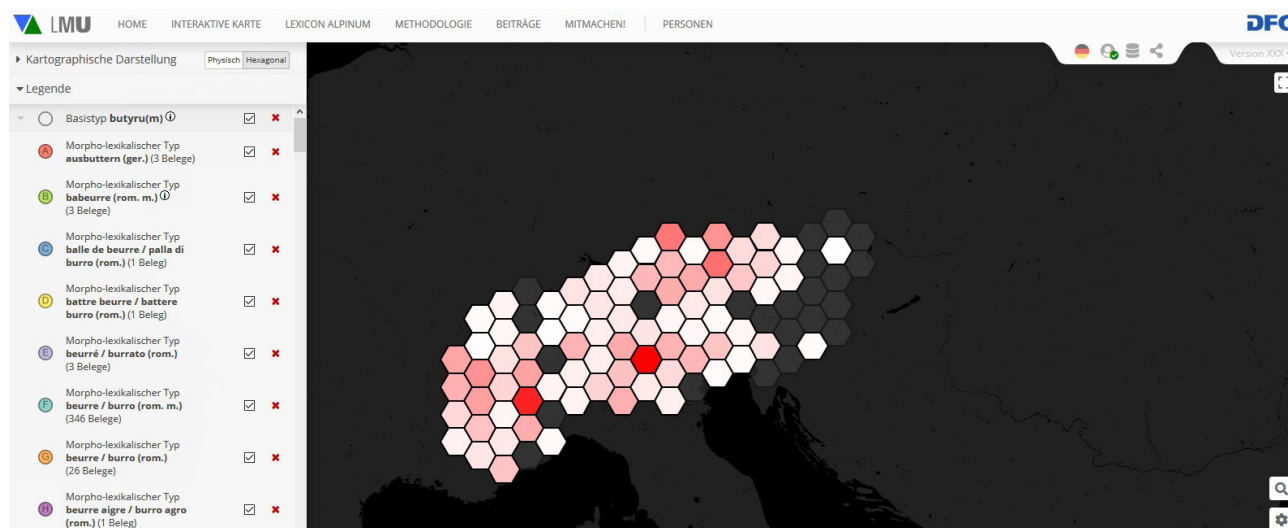 LMU HOME INTERAKTIVE KARTE LEXICON ALPINUM METHODOLOGIE BEITRÄGE MITMACHEN! PERSONEN DFG
Kartographische Darstellung Physisch Hexagonal
Version XXX
Legende
Basistyp butyru(m)
A Morpho-lexikalischer Typ
ausbuttern (ger.) (3 Belege)
Morpho-lexikalischer Typ
B babeurre (rom. m.)
(3 Belege)
Morpho-lexikalischer Typ
C balle de beurre / palla di
burro (rom.) (1 Beleg)
Morpho-lexikalischer Typ
D battre beurre / battere
burro (rom.) (1 Beleg)
Morpho-lexikalischer Typ
E beurré / burrato (rom.)
(3 Belege)
Morpho-lexikalischer Typ
F beurre / burro (rom. m.)
(346 Belege)
Morpho-lexikalischer Typ
G beurre / burro (rom.)
(26 Belege)
Morpho-lexikalischer Typ
H beurre aigre / burro agro
(rom.) (1 Beleg)